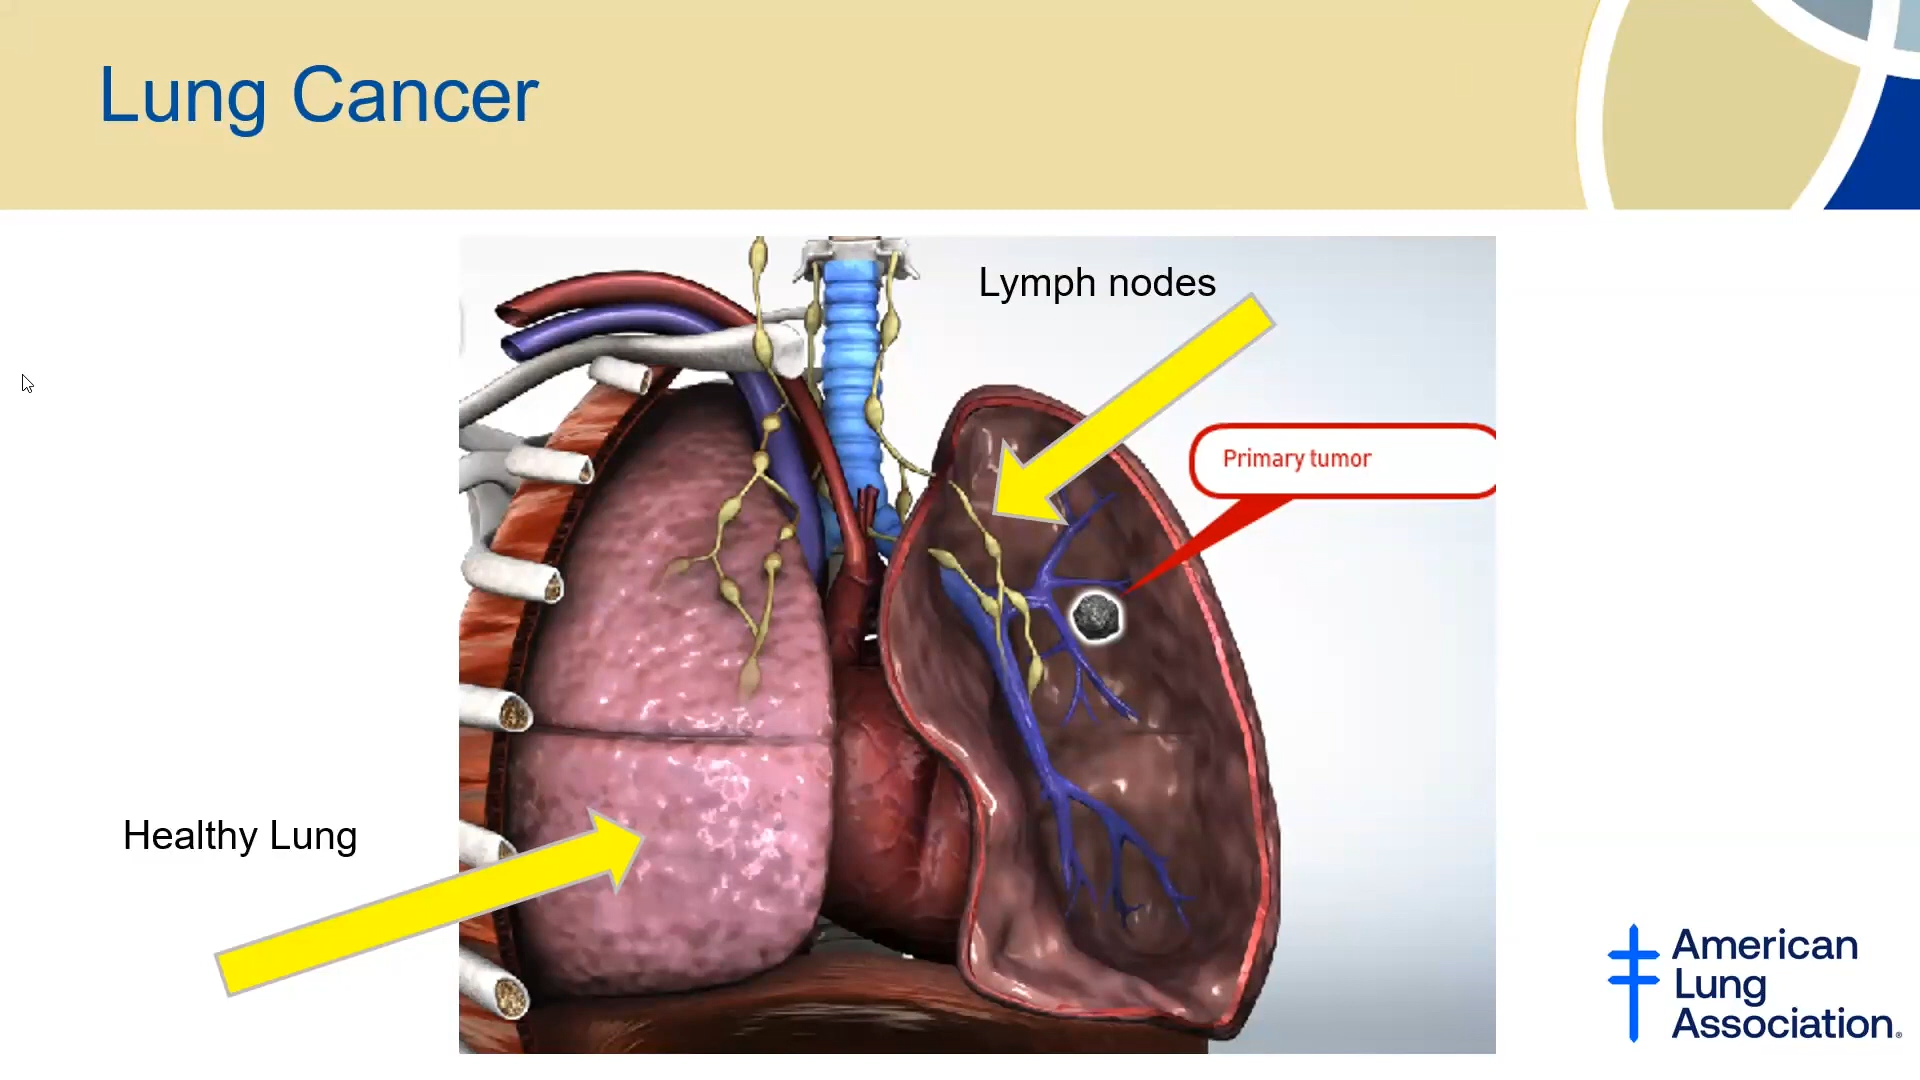 Lung Cancer
Lymph nodes
Primary tumor
Healthy Lung
American
Lung
Association®